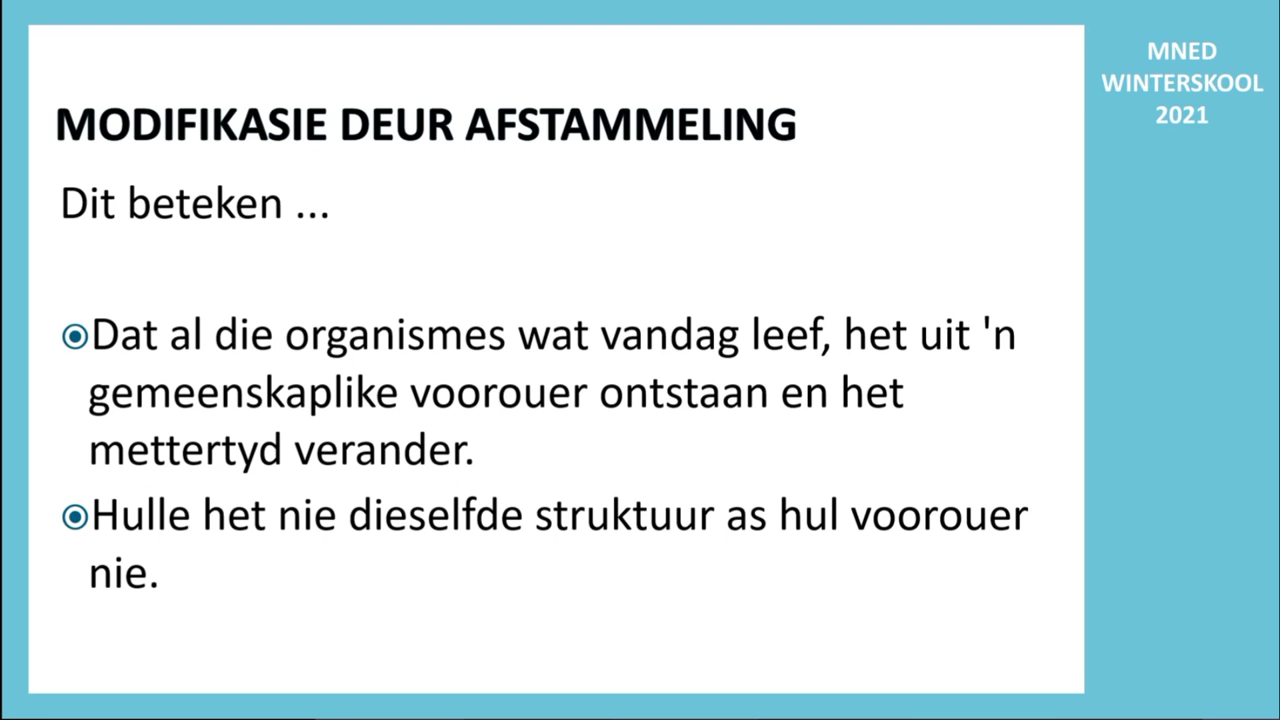 MNED
WINTERSKOOL
2021
MODIFIKASIE DEUR AFSTAMMELING
Dit beteken ...
Dat al die organismes wat vandag leef, het uit 'n
gemeenskaplike voorouer ontstaan en het
mettertyd verander.
Hulle het nie dieselfde struktuur as hul voorouer
nie.